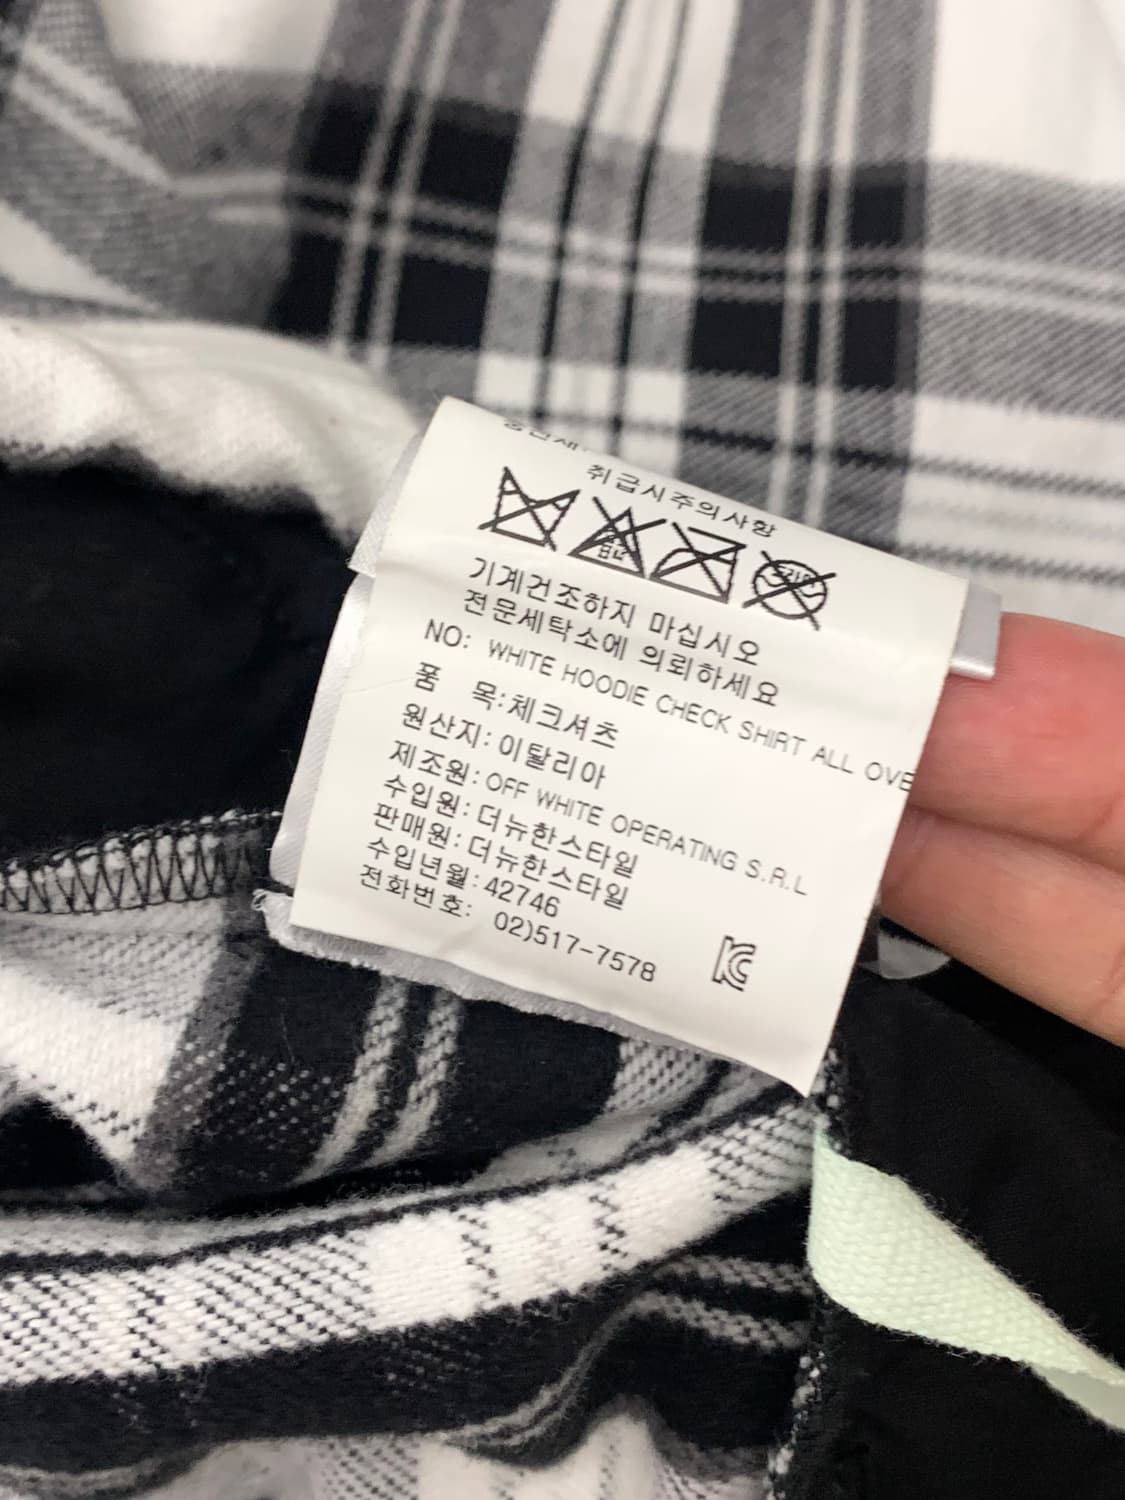 취급시주의사항
기계건조하지 마십시오
전문세탁소에 의뢰하세요
NO: WHITE HOODIE CHECK SHIRT ALL OVE
품 목:체크셔츠
원산지:이탈리아
제조원:OFF WHITE OPERATING S.R.L
수입원:더뉴한스타일
판매원:더뉴한스타일
수입년월:42746
전화번호: 02)517-7578
KC